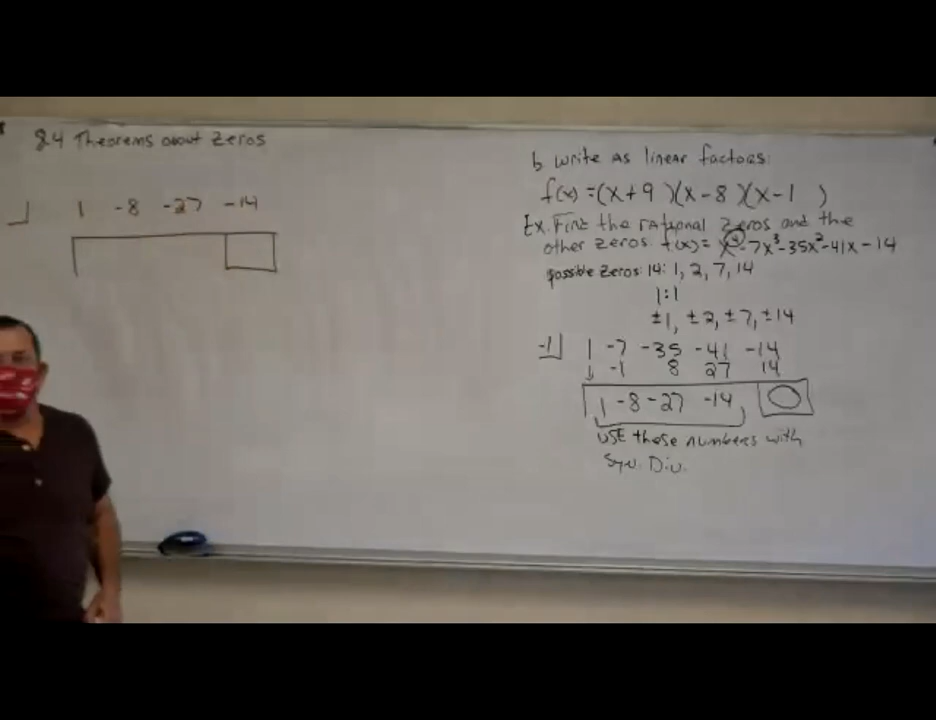 8.4 Theorems about Zeros
1 -8 -27 -14
b Write as linear factors:
f(x) = (x+9)(x-8)(x-1)
Ex. Find the rational zeros and the
other zeros. f(x) = x⁴-7x³-35x²-41x-14
possible zeros: 14: 1, 2, 7, 14
1:1
±1, ±2, ±7, ±14
-1 1 -7 -35 -41 -14
-1 8 27 14
1 -8 -27 -14 0
USE these numbers with
Syn. Div.